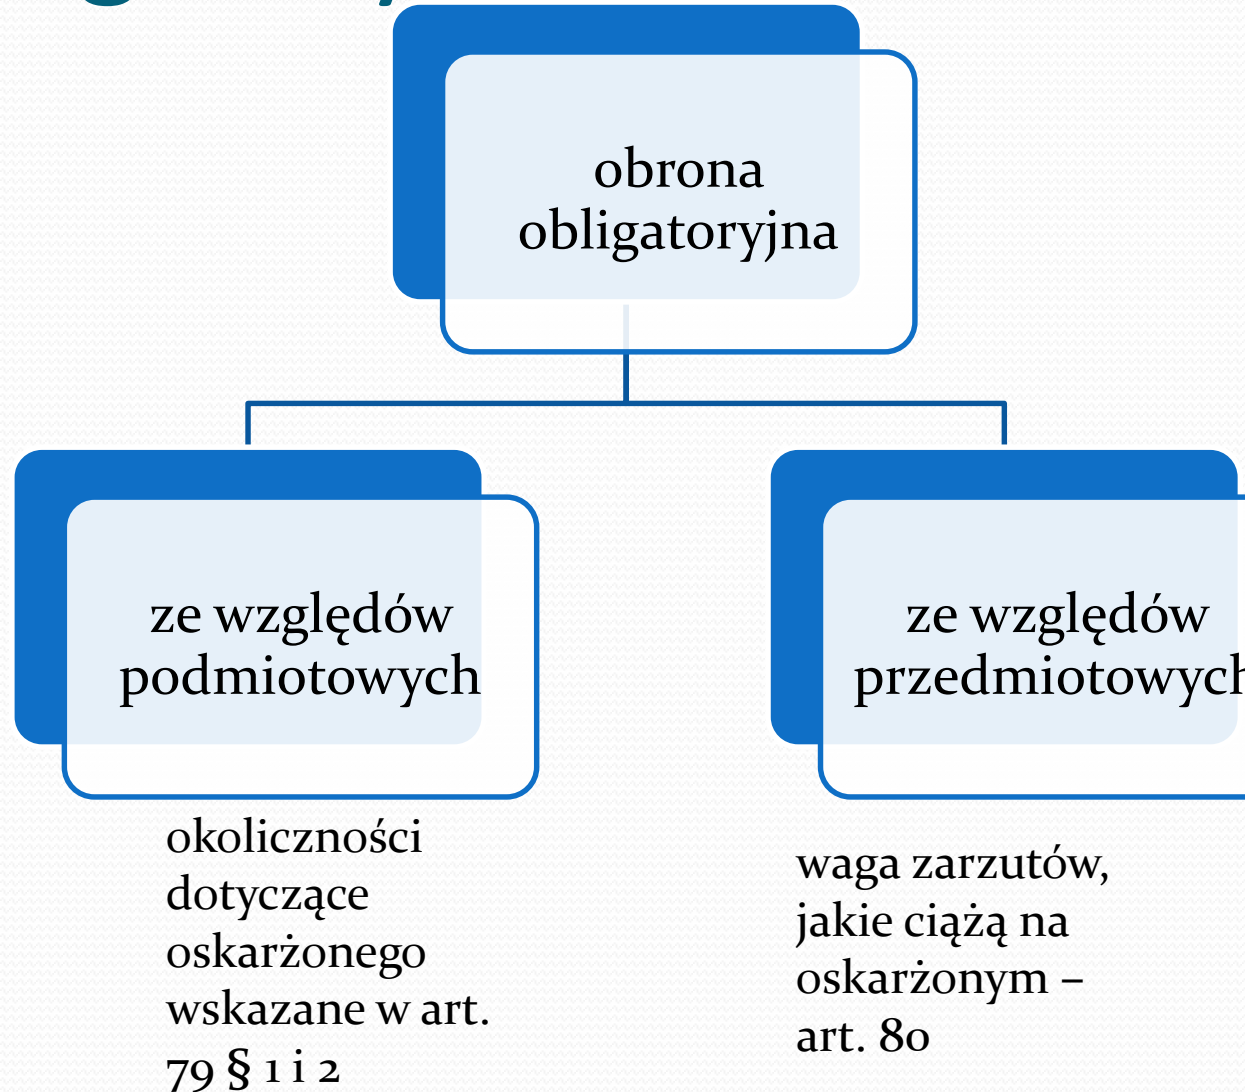 obrona
obligatoryjna
ze względów
podmiotowych
ze względów
przedmiotowych
okoliczności
dotyczące
oskarżonego
wskazane w art.
79 § 1 i 2
waga zarzutów,
jakie ciążą na
oskarżonym –
art. 80